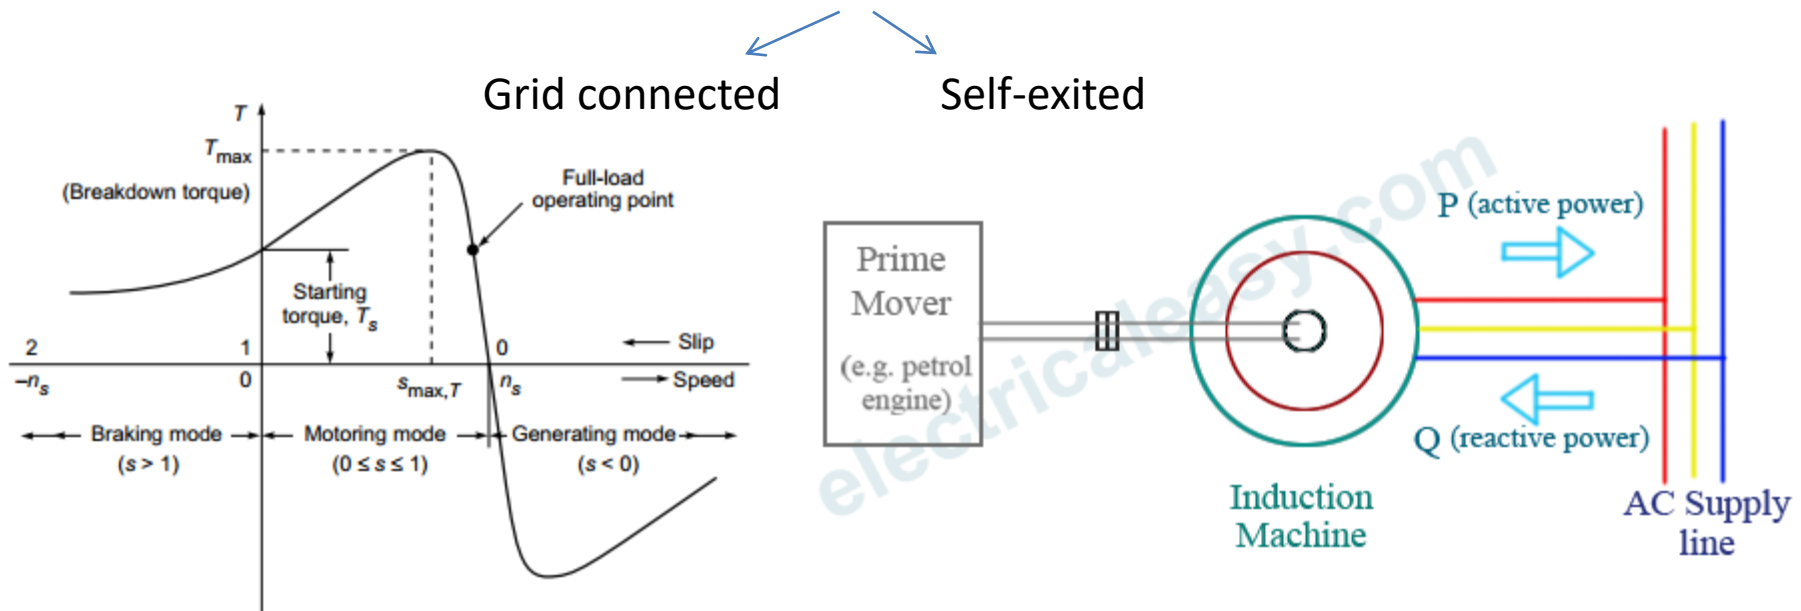 Grid connected
Self-exited
T
Tmax
(Breakdown torque)
Full-load
operating point
Starting
torque, Ts
2
1
0
Slip
–ns
0
smax,T
ns
Speed
Braking mode
(s > 1)
Motoring mode
(0 ≤ s ≤ 1)
Generating mode
(s < 0)
Prime
Mover
(e.g. petrol
engine)
electricaleasy.com
P (active power)
Q (reactive power)
Induction
Machine
AC Supply
line